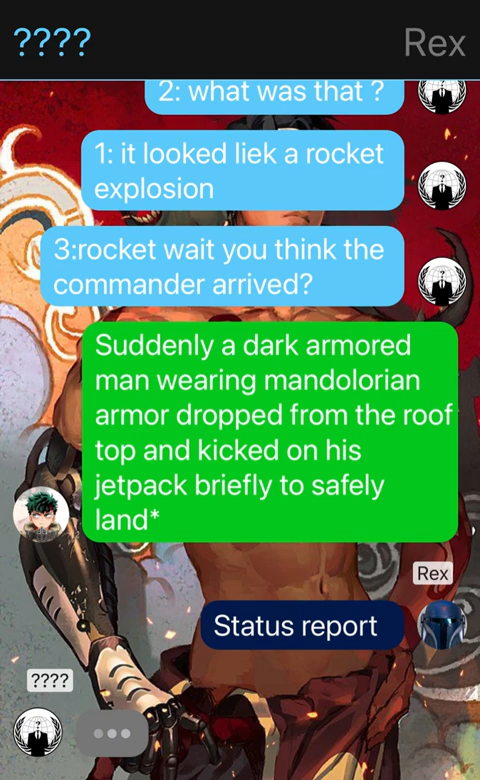 ????
Rex
2: what was that ?
1: it looked liek a rocket
explosion
3:rocket wait you think the
commander arrived?
Suddenly a dark armored
man wearing mandolorian
armor dropped from the roof
top and kicked on his
jetpack briefly to safely
land*
Rex
Status report
????